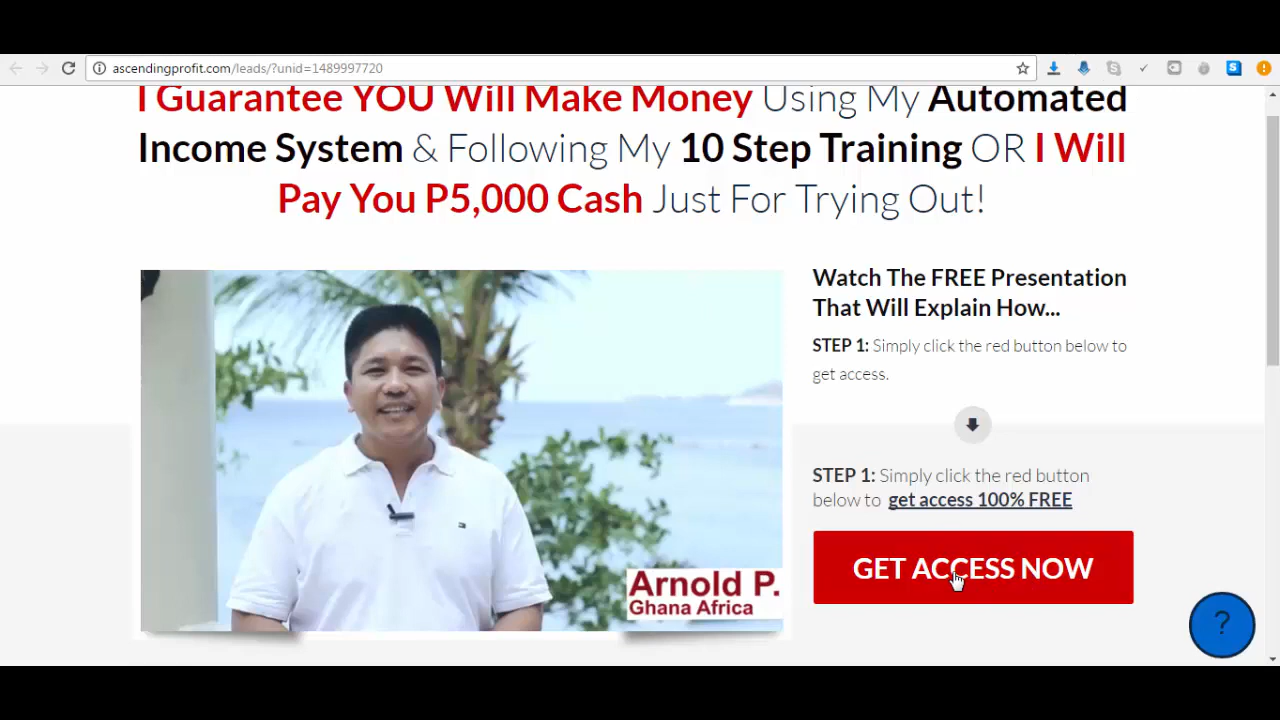 ascendingprofit.com/leads/?unid=1489997720
I Guarantee YOU Will Make Money Using My Automated
Income System & Following My 10 Step Training OR I Will
Pay You P5,000 Cash Just For Trying Out!
Watch The FREE Presentation
That Will Explain How...
STEP 1: Simply click the red button below to
get access.
STEP 1: Simply click the red button
below to get access 100% FREE
GET ACCESS NOW
Arnold P.
Ghana Africa
?